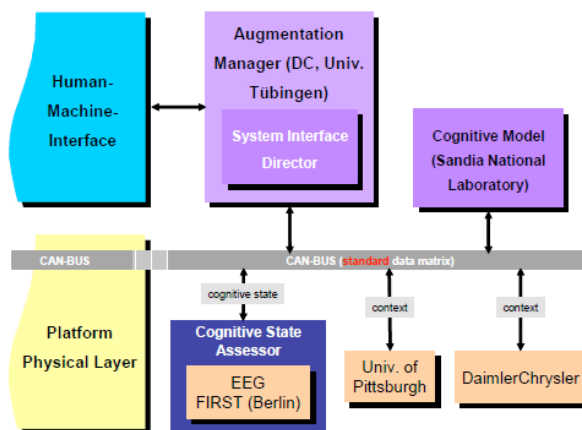 Augmentation
Manager (DC, Univ.
Tübingen)
System Interface
Director
Human-
Machine-
Interface
Cognitive Model
(Sandia National
Laboratory)
CAN-BUS
CAN-BUS (standard data matrix)
cognitive state
context
context
Platform
Physical Layer
Cognitive State
Assessor
EEG
FIRST (Berlin)
Univ. of
Pittsburgh
DaimlerChrysler